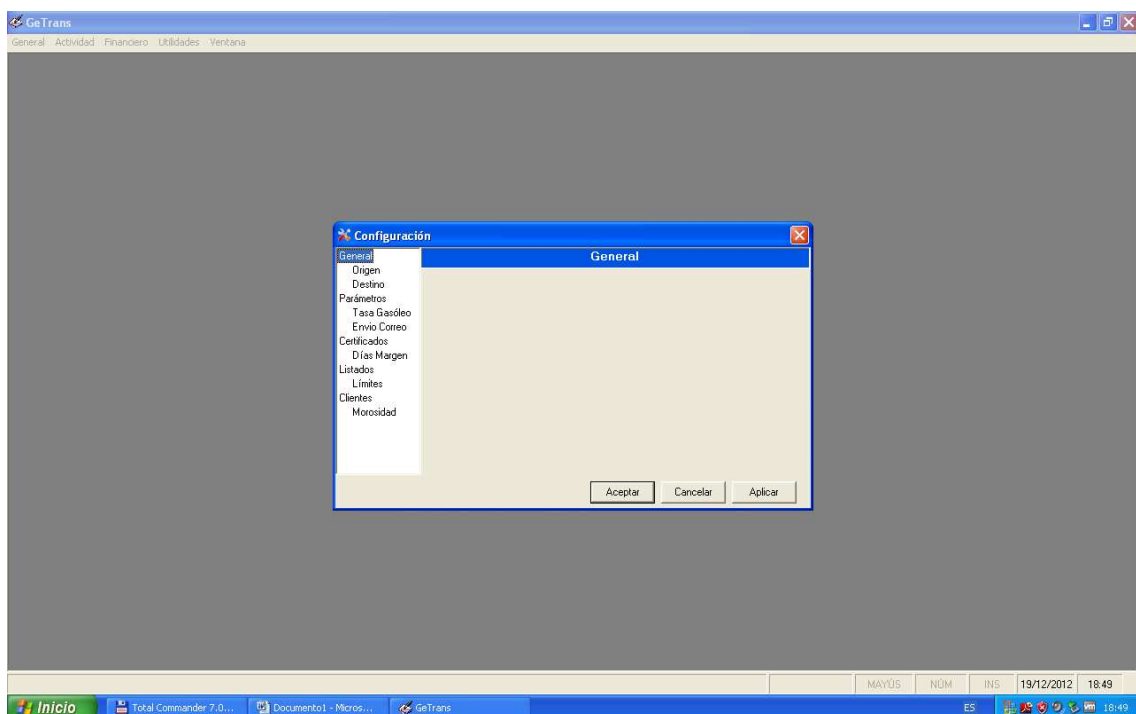 GeTrans
General Actividad Financiero Utilidades Ventana
Configuración
General
Origen
Destino
Parámetros
Tasa Gasóleo
Envio Correo
Certificados
Días Margen
Listados
Límites
Clientes
Morosidad
General
Aceptar Cancelar Aplicar
MAYÚS NÚM INS 19/12/2012 18:49
Inicio Total Commander 7.0... Documento1 - Micros... GeTrans ES 18:49